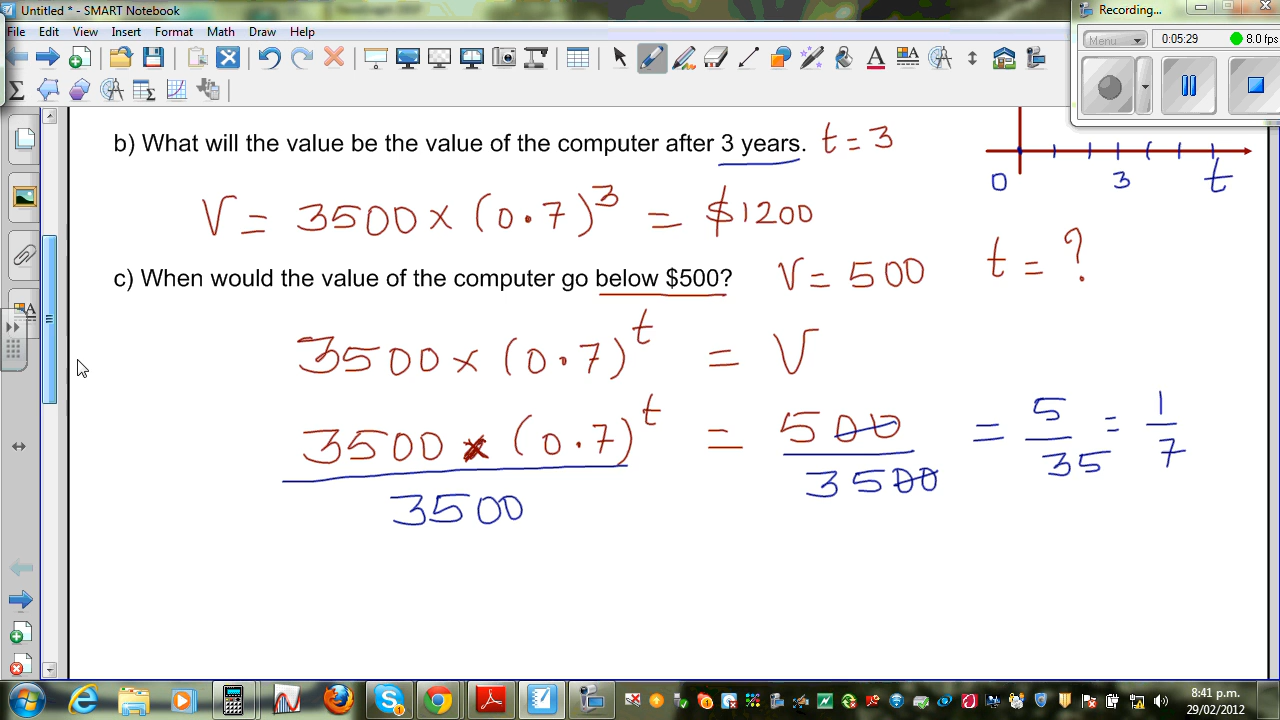 Untitled * - SMART Notebook
Recording...
File Edit View Insert Format Math Draw Help
Menu 0:05:29 8.0 fps
b) What will the value be the value of the computer after 3 years. t = 3
0 3 t
V = 3500 × (0.7)³ = $1200
c) When would the value of the computer go below $500? V = 500 t = ?
3500 × (0.7)^t = V
3500 × (0.7)^t = 500 = 5 = 1
3500 3500 35 7
8:41 p.m.
29/02/2012